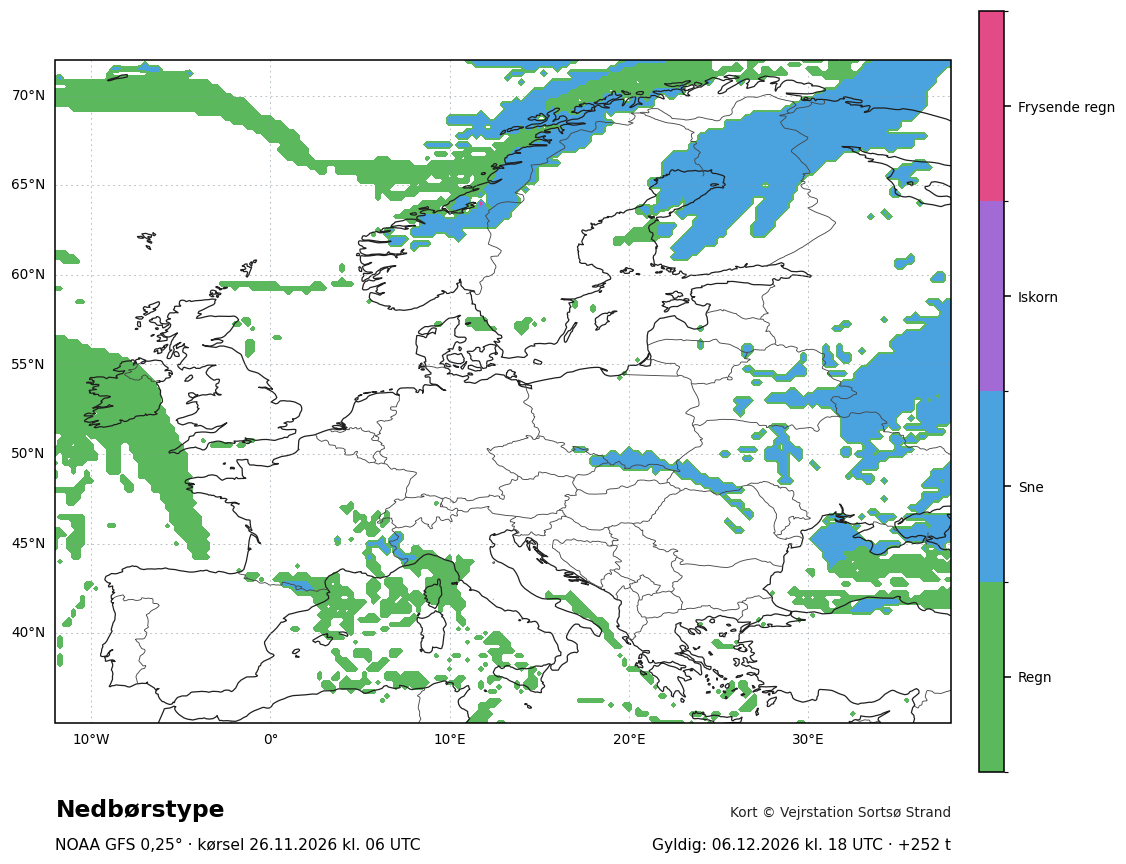 Frysende regn
Iskorn
Sne
Regn
70°N
65°N
60°N
55°N
50°N
45°N
40°N
10°W
0°
10°E
20°E
30°E
Nedbørstype
Kort © Vejrstation Sortsø Strand
NOAA GFS 0,25° · kørsel 26.11.2026 kl. 06 UTC
Gyldig: 06.12.2026 kl. 18 UTC · +252 t